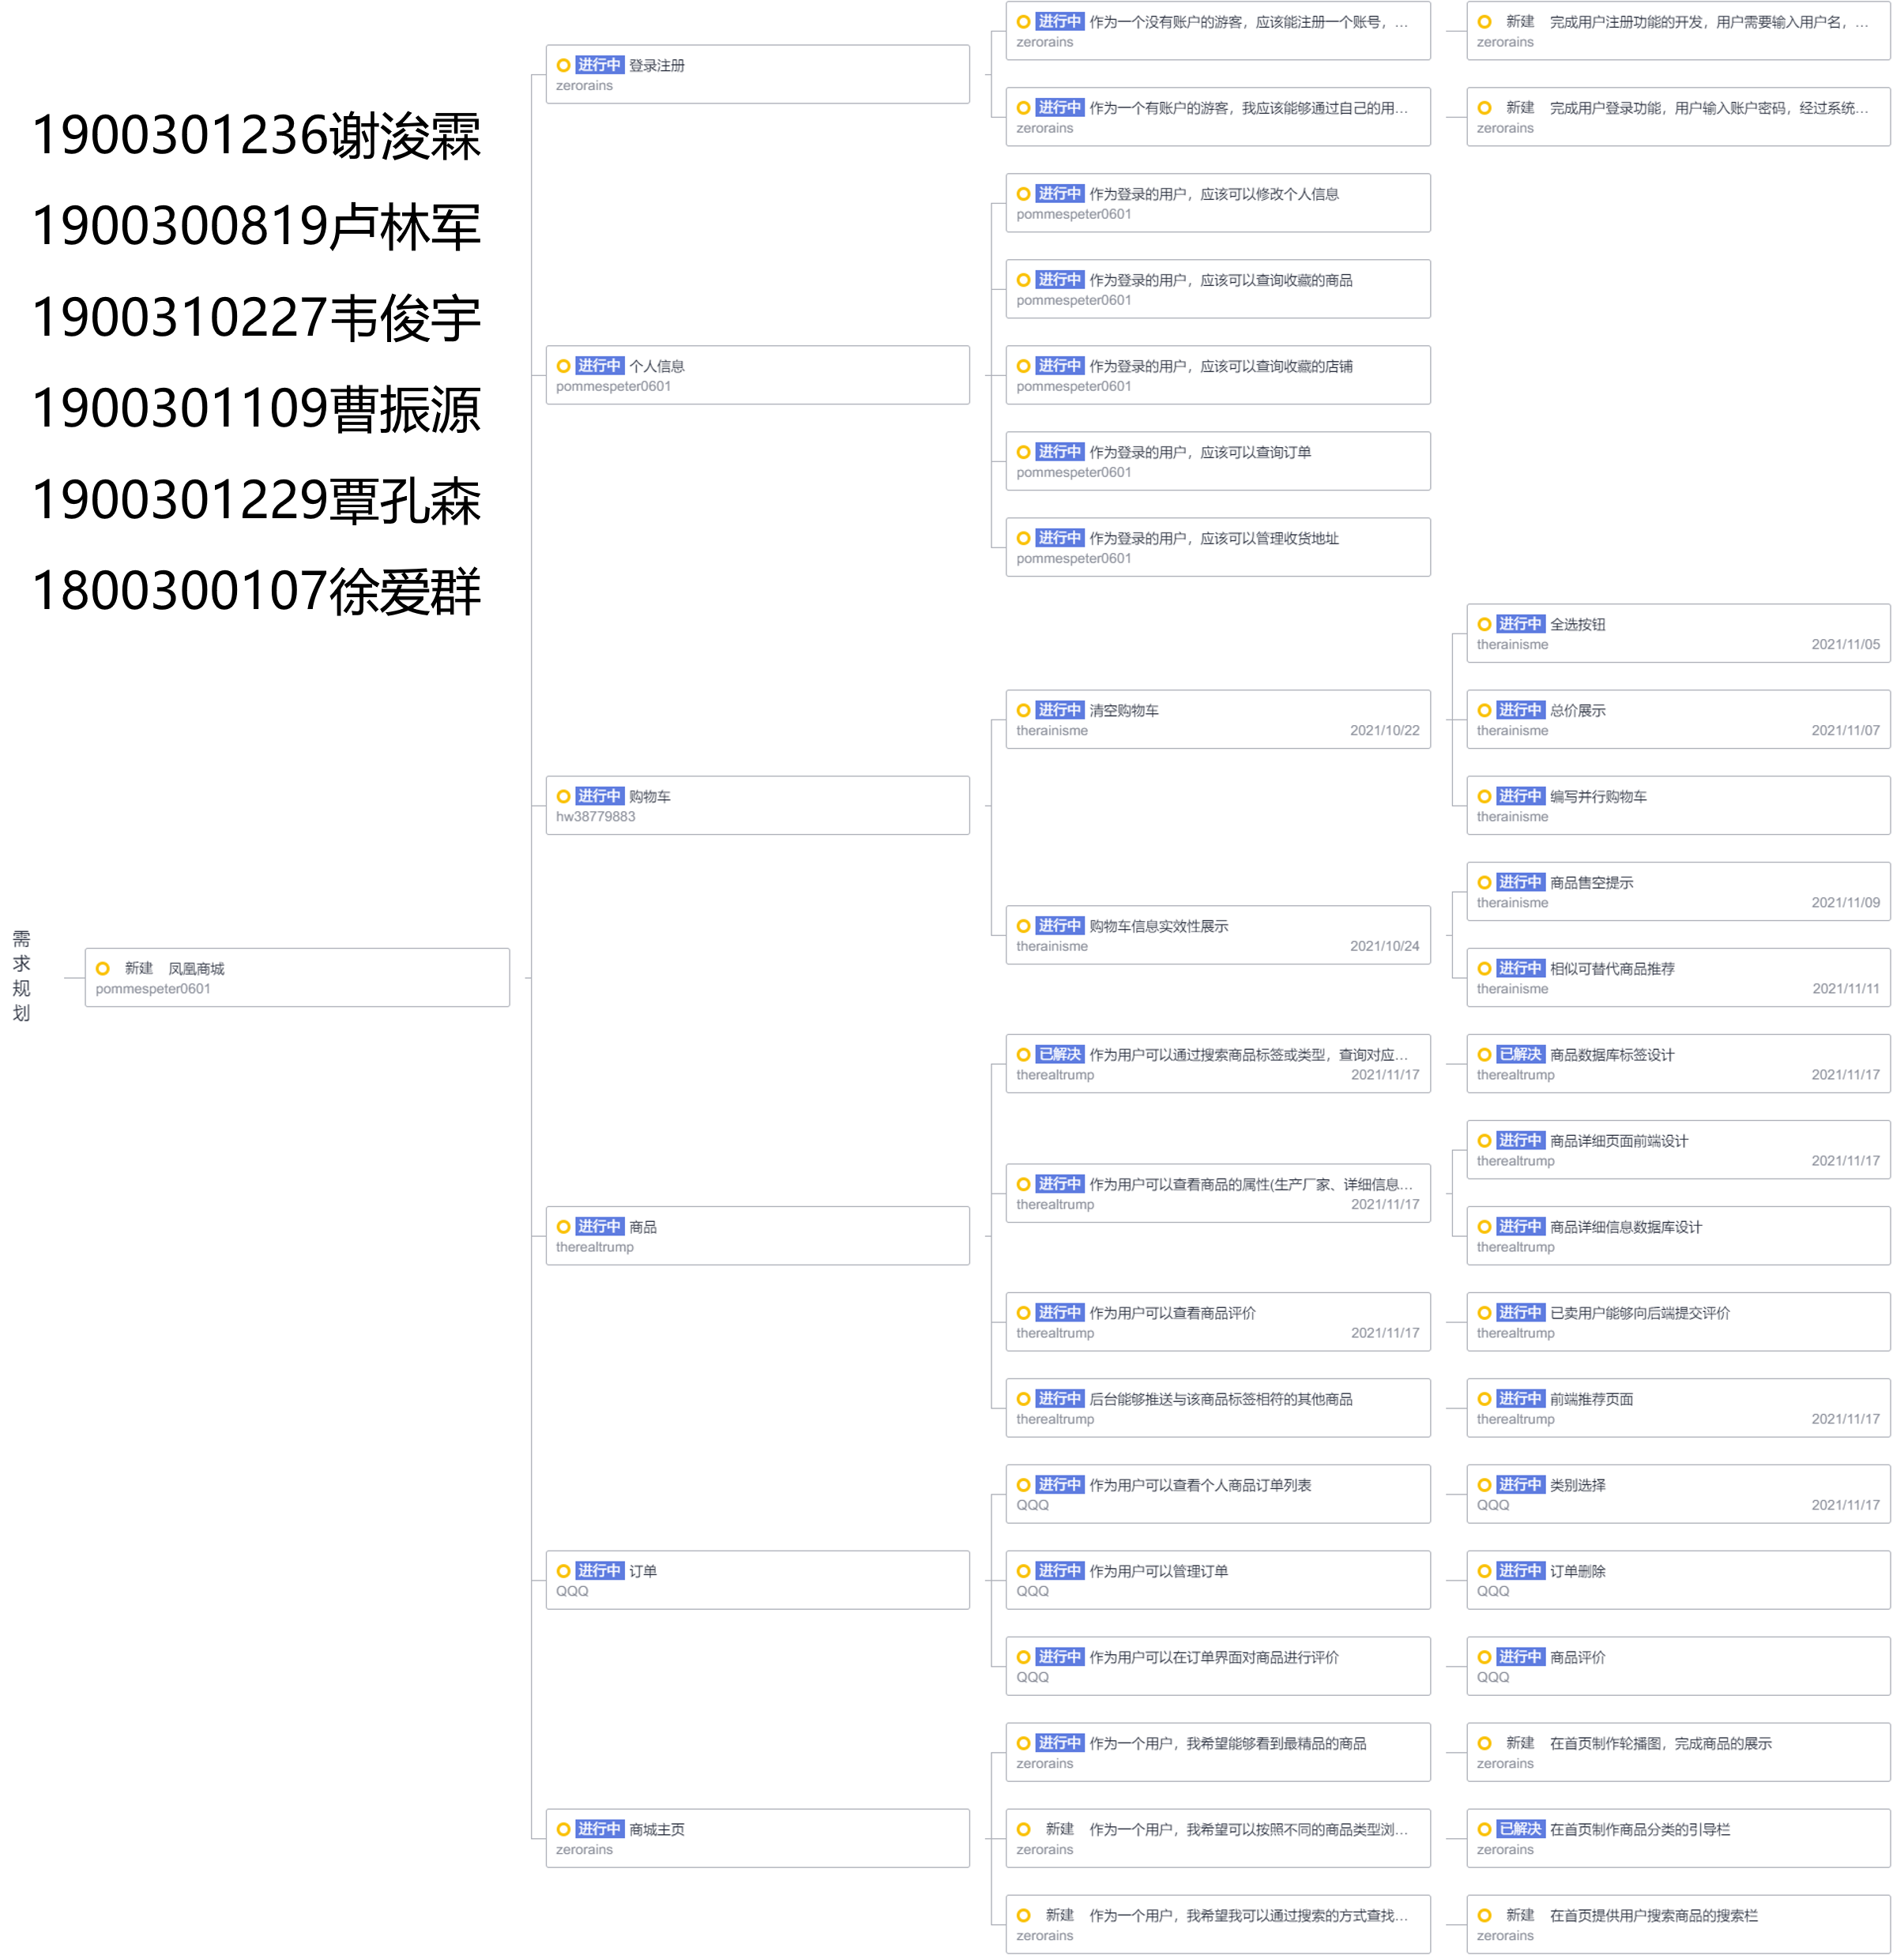 1900301236谢浚霖
1900300819卢林军
1900310227韦俊宇
1900301109曹振源
1900301229覃孔森
1800300107徐爱群
需求规划
新建 凤凰商城
pommespeter0601
进行中 登录注册
zerorains
进行中 作为一个没有账户的游客，应该能注册一个账号，...
zerorains
新建 完成用户注册功能的开发，用户需要输入用户名，...
zerorains
进行中 作为一个有账户的游客，我应该能够通过自己的用...
zerorains
新建 完成用户登录功能，用户输入账户密码，经过系统...
zerorains
进行中 个人信息
pommespeter0601
进行中 作为登录的用户，应该可以修改个人信息
pommespeter0601
进行中 作为登录的用户，应该可以查询收藏的商品
pommespeter0601
进行中 作为登录的用户，应该可以查询收藏的店铺
pommespeter0601
进行中 作为登录的用户，应该可以查询订单
pommespeter0601
进行中 作为登录的用户，应该可以管理收货地址
pommespeter0601
进行中 购物车
hw38779883
进行中 清空购物车
therainisme 2021/10/22
进行中 全选按钮
therainisme 2021/11/05
进行中 总价展示
therainisme 2021/11/07
进行中 编写并行购物车
therainisme
进行中 购物车信息实效性展示
therainisme 2021/10/24
进行中 商品售空提示
therainisme 2021/11/09
进行中 相似可替代商品推荐
therainisme 2021/11/11
进行中 商品
therealtrump
已解决 作为用户可以通过搜索商品标签或类型，查询对应...
therealtrump 2021/11/17
已解决 商品数据库标签设计
therealtrump 2021/11/17
进行中 作为用户可以查看商品的属性(生产厂家、详细信息...
therealtrump 2021/11/17
进行中 商品详细页面前端设计
therealtrump 2021/11/17
进行中 商品详细信息数据库设计
therealtrump
进行中 作为用户可以查看商品评价
therealtrump 2021/11/17
进行中 已卖用户能够向后端提交评价
therealtrump
进行中 后台能够推送与该商品标签相符的其他商品
therealtrump
进行中 前端推荐页面
therealtrump 2021/11/17
进行中 订单
QQQ
进行中 作为用户可以查看个人商品订单列表
QQQ
进行中 类别选择
QQQ 2021/11/17
进行中 作为用户可以管理订单
QQQ
进行中 订单删除
QQQ
进行中 作为用户可以在订单界面对商品进行评价
QQQ
进行中 商品评价
QQQ
进行中 商城主页
zerorains
进行中 作为一个用户，我希望能够看到最精品的商品
zerorains
新建 在首页制作轮播图，完成商品的展示
zerorains
新建 作为一个用户，我希望可以按照不同的商品类型浏...
zerorains
已解决 在首页制作商品分类的引导栏
zerorains
新建 作为一个用户，我希望我可以通过搜索的方式查找...
zerorains
新建 在首页提供用户搜索商品的搜索栏
zerorains